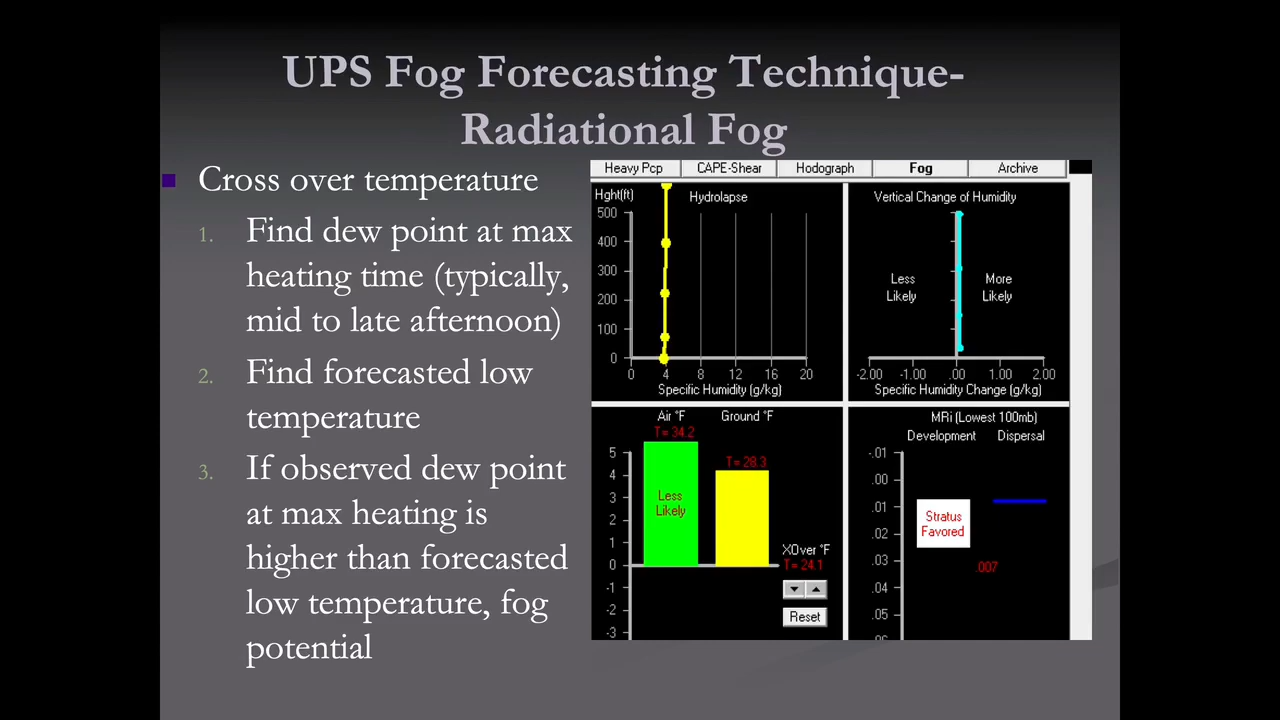 UPS Fog Forecasting Technique-
Radiational Fog
Cross over temperature
1. Find dew point at max
heating time (typically,
mid to late afternoon)
2. Find forecasted low
temperature
3. If observed dew point
at max heating is
higher than forecasted
low temperature, fog
potential
Heavy Pcp CAPE-Shear Hodograph Fog Archive
Hght(ft) Hydrolapse
500
400
300
200
100
0
0 4 8 12 16 20
Specific Humidity (g/kg)
Vertical Change of Humidity
Less More
Likely Likely
-2.00 -1.00 .00 1.00 2.00
Specific Humidity Change (g/kg)
Air °F Ground °F
T = 34.2
T = 28.3
5
4
3
2
1
0
-1
-2
-3
Less
Likely
XOver °F
T = 24.1
Reset
MRi (Lowest 100mb)
Development Dispersal
-.01
.00
.01
.02
.03
.04
.05
.06
Stratus
Favored
.007